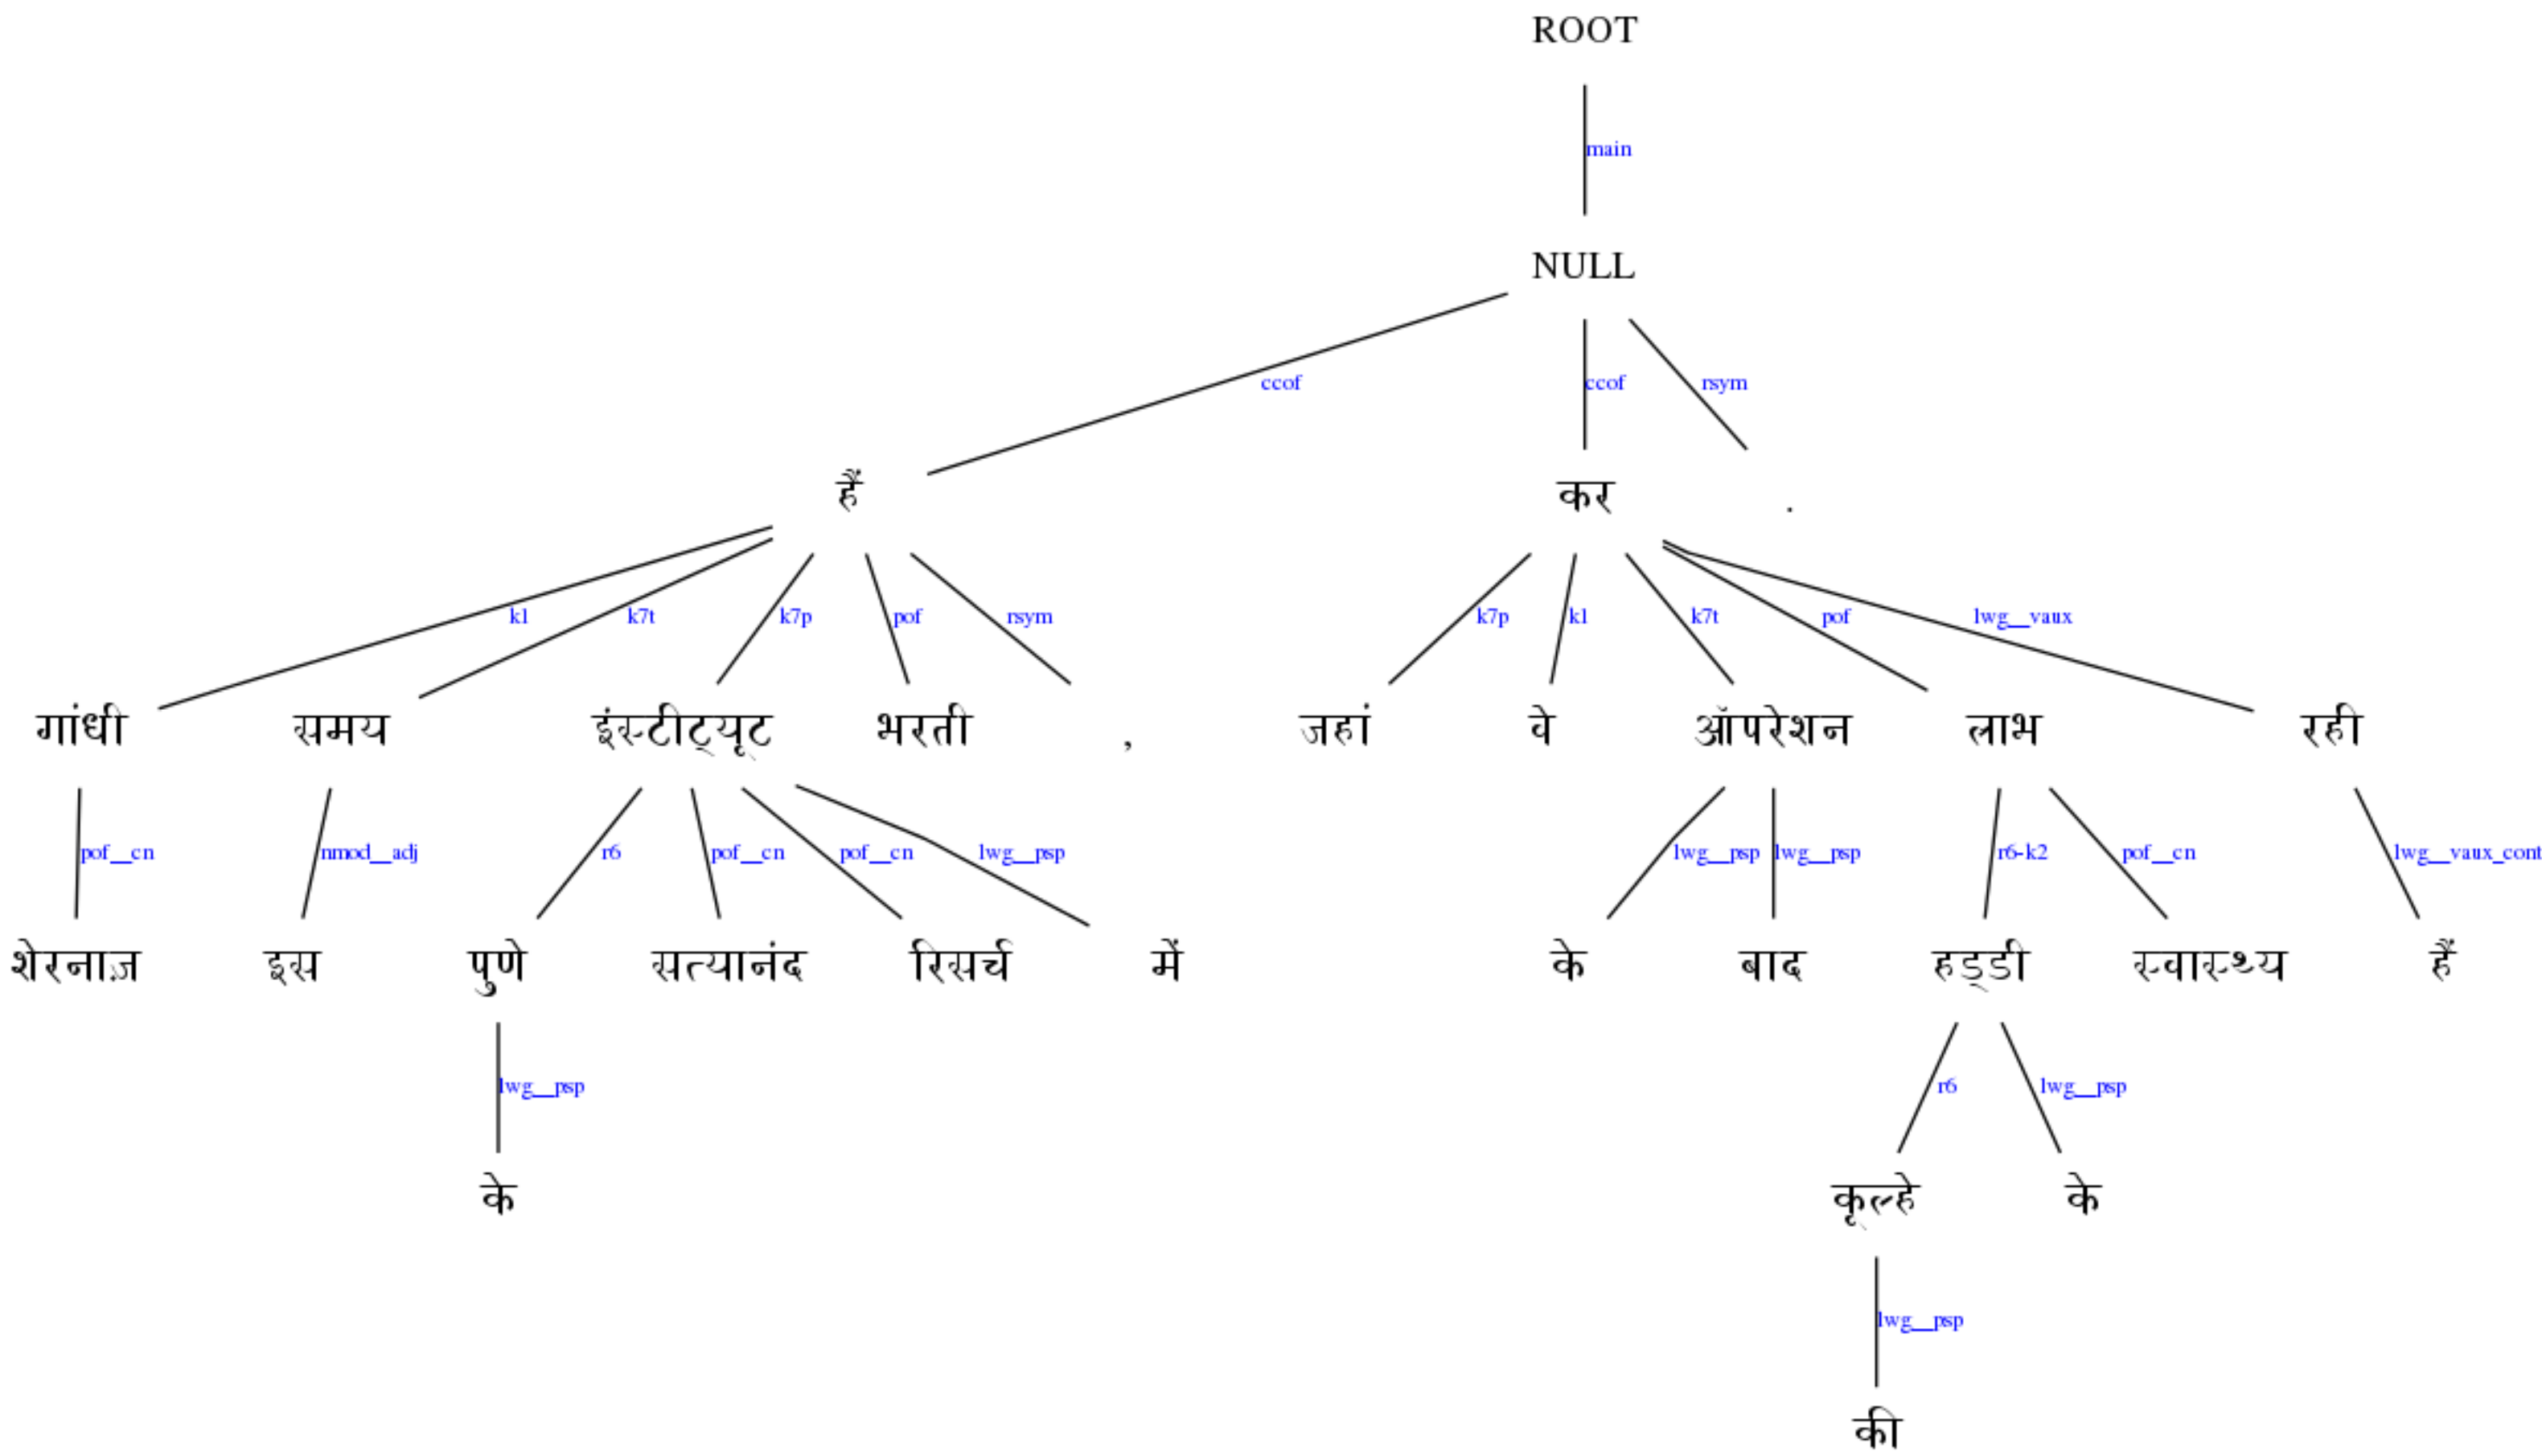 ROOT
main
NULL
ccof ccof rsym
हैं कर .
k1 k7t k7p pof rsym k7p k1 k7t pof lwg__vaux
गांधी समय इंस्टीट्यूट भरती , जहां वे ऑपरेशन लाभ रही
pof__cn nmod__adj r6 pof__cn pof__cn lwg__psp lwg__psp lwg__psp r6-k2 pof__cn lwg__vaux_cont
शेरनाज़ इस पुणे सत्यानंद रिसर्च में के बाद हड्डी स्वास्थ्य हैं
lwg__psp r6 lwg__psp
के कूल्हे के
lwg__psp
की